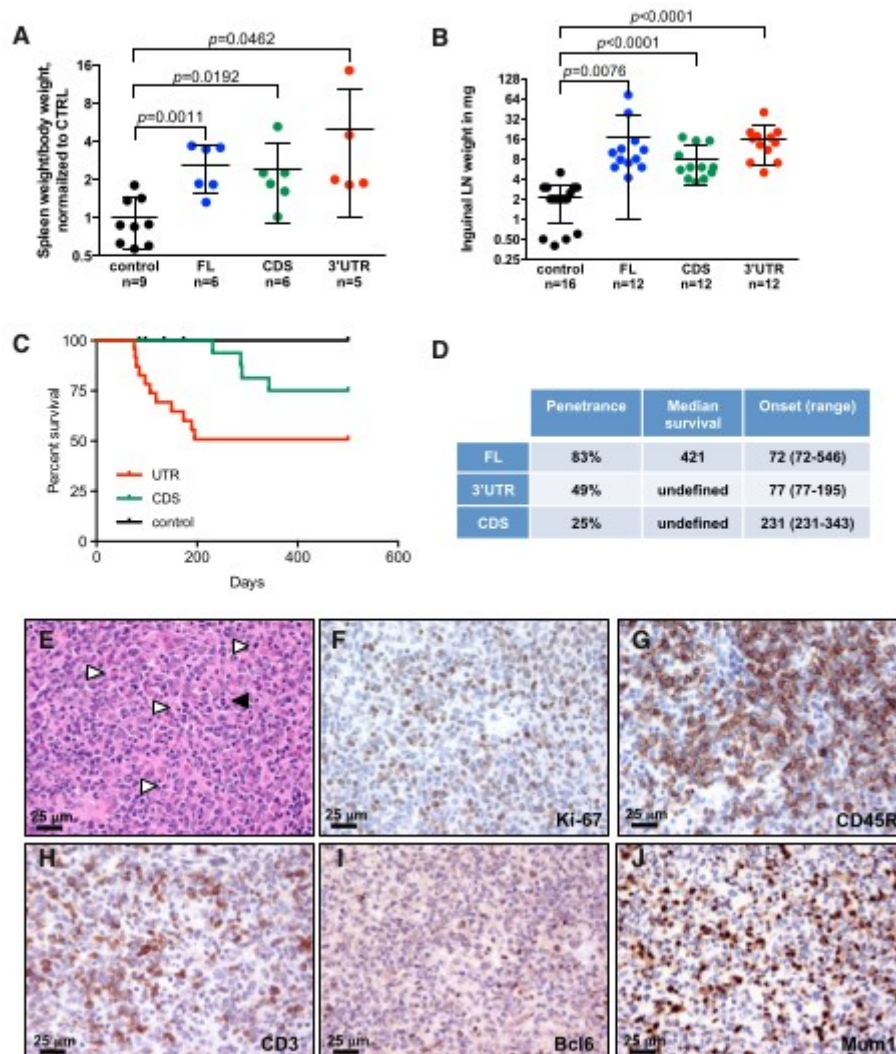 A
p=0.0462
p=0.0192
p=0.0011
Spleen weight/body weight,
normalized to CTRL
16
4
2
1
0.5
control
n=9
FL
n=6
CDS
n=6
3'UTR
n=5
B
p<0.0001
p<0.0001
p=0.0076
Inguinal LN weight in mg
128
64
32
16
8
4
2
1
0.50
0.25
control
n=16
FL
n=12
CDS
n=12
3'UTR
n=12
C
Percent survival
100
75
50
25
0
UTR
CDS
control
0
200
400
600
Days
D
Penetrance Median survival Onset (range)
FL 83% 421 72 (72-546)
3'UTR 49% undefined 77 (77-195)
CDS 25% undefined 231 (231-343)
E
25 µm
F
25 µm
Ki-67
G
25 µm
CD45R
H
25 µm
CD3
I
25 µm
Bcl6
J
25 µm
Mum1